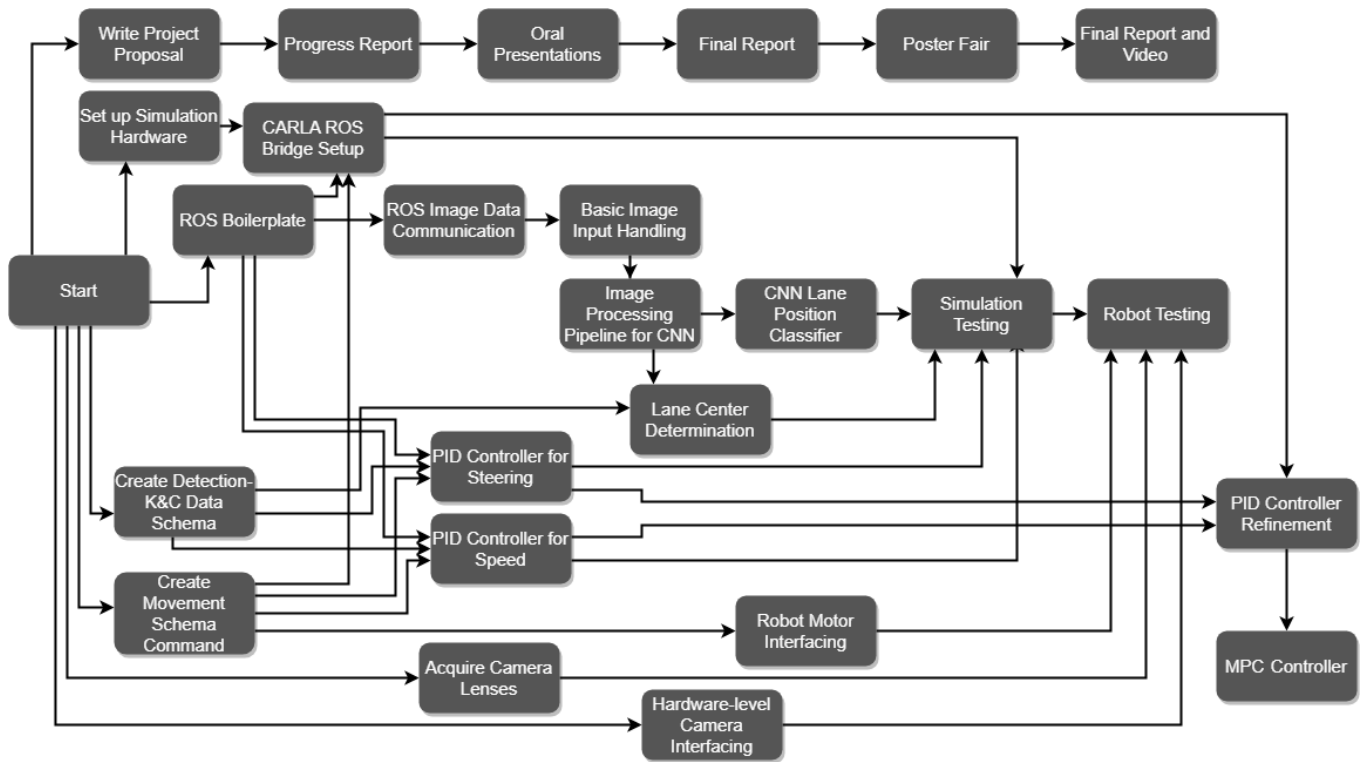 Write Project
Proposal
Progress Report
Oral
Presentations
Final Report
Poster Fair
Final Report and
Video
Set up Simulation
Hardware
CARLA ROS
Bridge Setup
ROS Boilerplate
ROS Image Data
Communication
Basic Image
Input Handling
Start
Image
Processing
Pipeline for CNN
CNN Lane
Position
Classifier
Simulation
Testing
Robot Testing
Lane Center
Determination
PID Controller for
Steering
Create Detection-
K&C Data
Schema
PID Controller for
Speed
PID Controller
Refinement
Create
Movement
Schema
Command
Robot Motor
Interfacing
MPC Controller
Acquire Camera
Lenses
Hardware-level
Camera
Interfacing